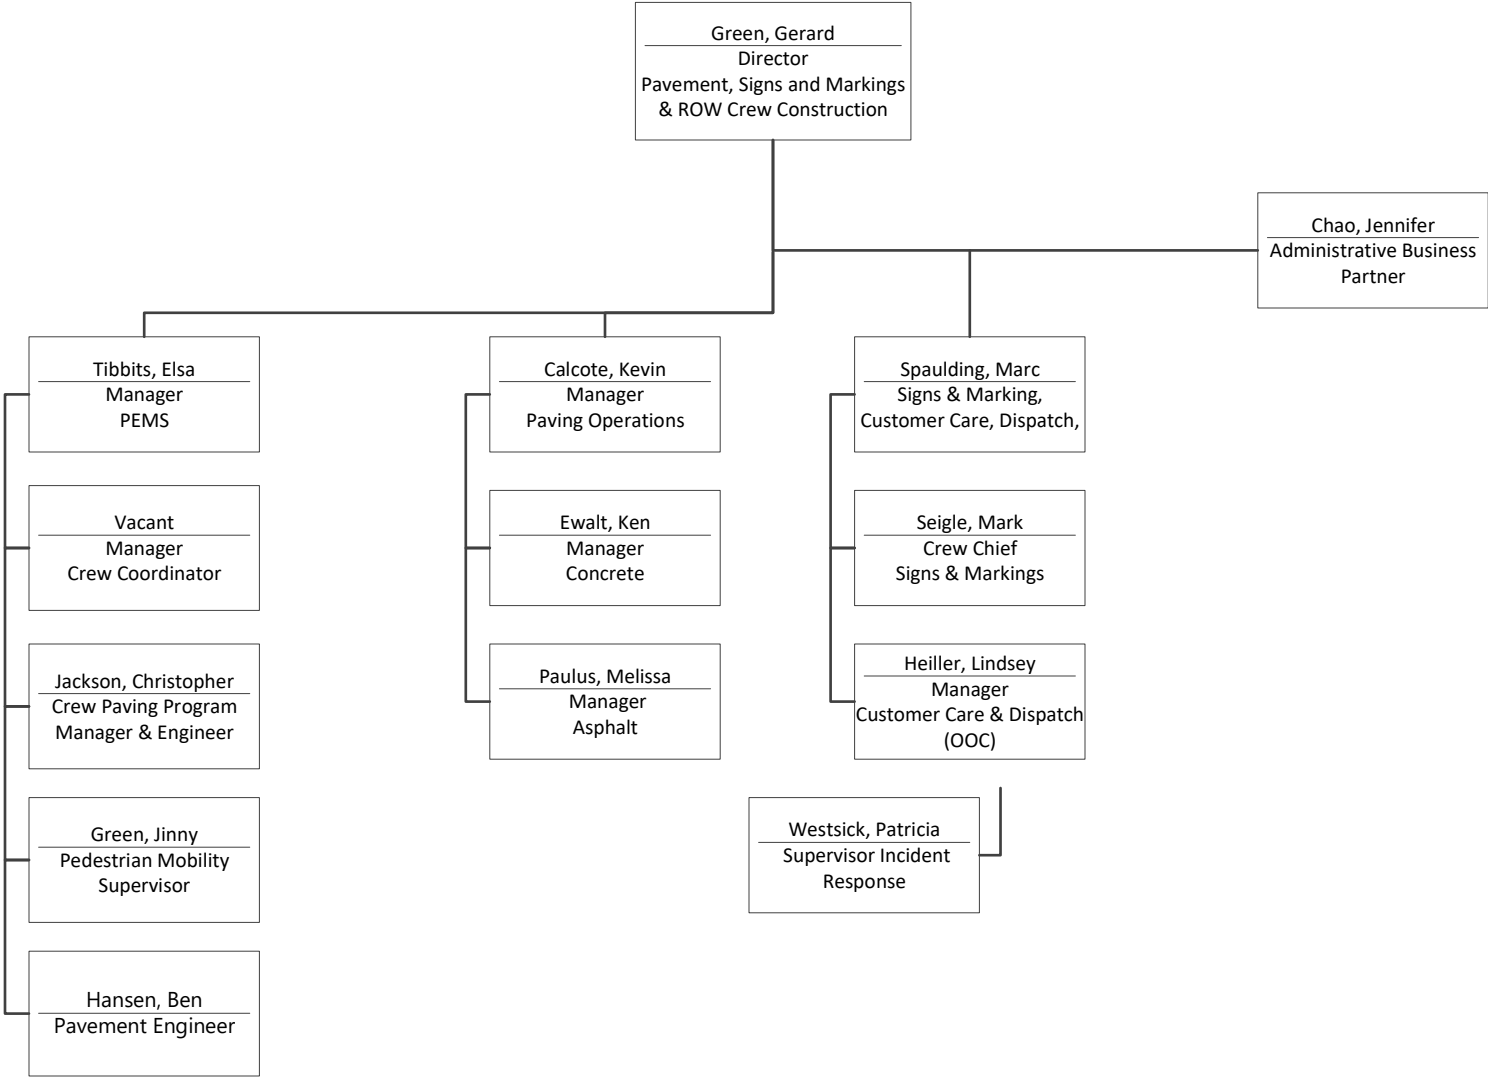 Green, Gerard
Director
Pavement, Signs and Markings
& ROW Crew Construction
Chao, Jennifer
Administrative Business
Partner
Tibbits, Elsa
Manager
PEMS
Vacant
Manager
Crew Coordinator
Jackson, Christopher
Crew Paving Program
Manager & Engineer
Green, Jinny
Pedestrian Mobility
Supervisor
Hansen, Ben
Pavement Engineer
Calcote, Kevin
Manager
Paving Operations
Ewalt, Ken
Manager
Concrete
Paulus, Melissa
Manager
Asphalt
Spaulding, Marc
Signs & Marking,
Customer Care, Dispatch,
Seigle, Mark
Crew Chief
Signs & Markings
Heiller, Lindsey
Manager
Customer Care & Dispatch
(OOC)
Westsick, Patricia
Supervisor Incident
Response